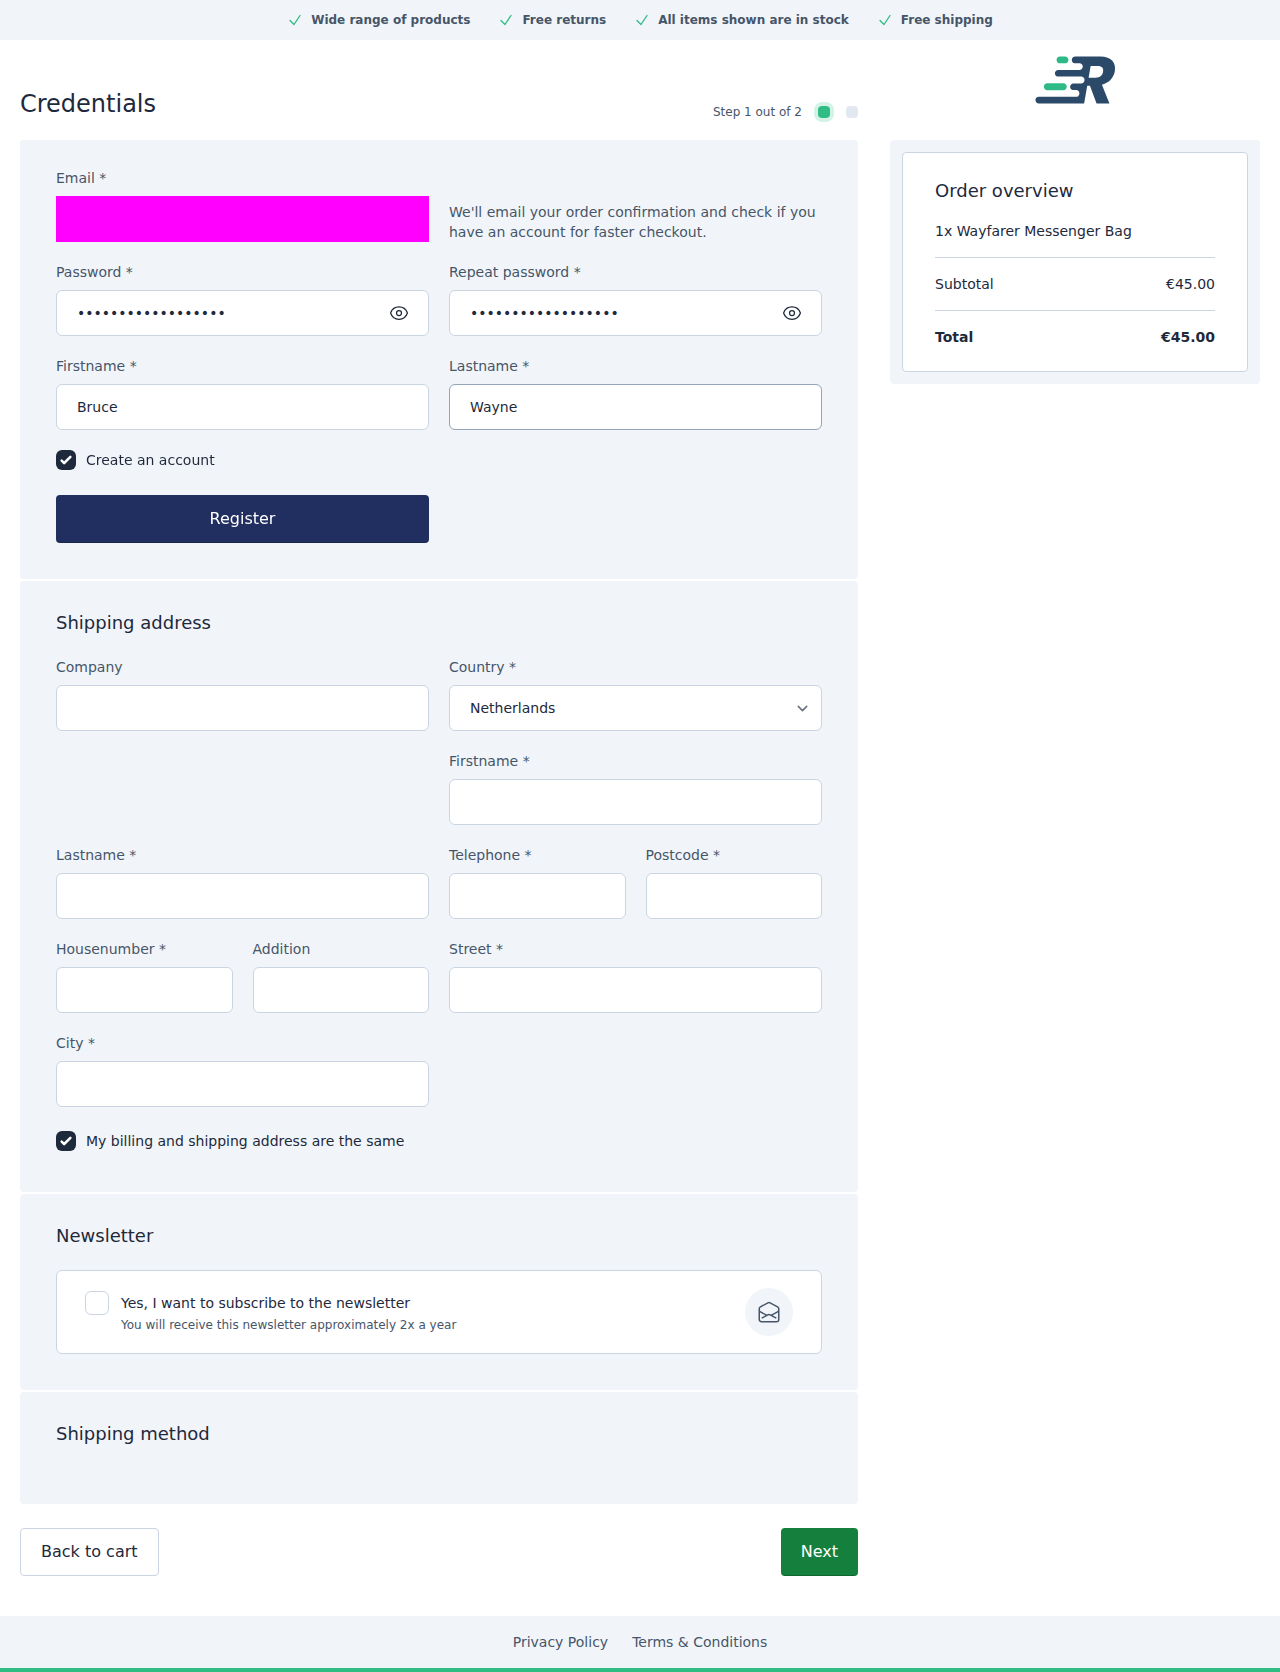 Wide range of products
Free returns
All items shown are in stock
Free shipping
Credentials
Step 1 out of 2
R
Email *
We'll email your order confirmation and check if you
have an account for faster checkout.
Password *
Repeat password *
••••••••••••••••••
••••••••••••••••••
Firstname *
Lastname *
Bruce
Wayne
Create an account
Register
Order overview
1x Wayfarer Messenger Bag
Subtotal
€45.00
Total
€45.00
Shipping address
Company
Country *
Netherlands
Firstname *
Lastname *
Telephone *
Postcode *
Housenumber *
Addition
Street *
City *
My billing and shipping address are the same
Newsletter
Yes, I want to subscribe to the newsletter
You will receive this newsletter approximately 2x a year
Shipping method
Back to cart
Next
Privacy Policy
Terms & Conditions